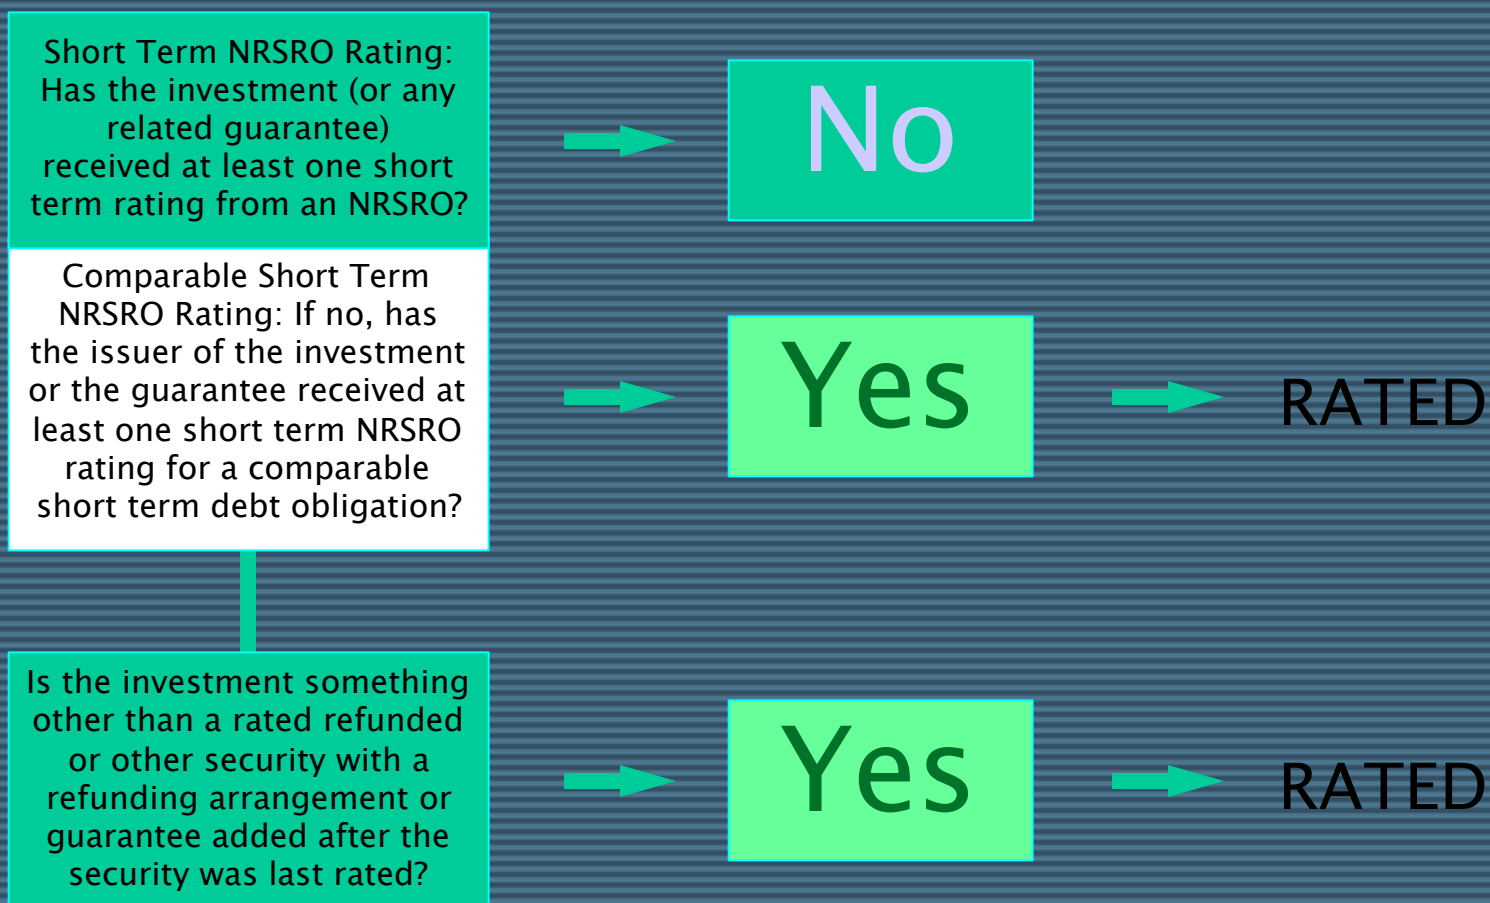 Short Term NRSRO Rating:
Has the investment (or any
related guarantee)
received at least one short
term rating from an NRSRO?
No
Comparable Short Term
NRSRO Rating: If no, has
the issuer of the investment
or the guarantee received at
least one short term NRSRO
rating for a comparable
short term debt obligation?
Yes
RATED
Is the investment something
other than a rated refunded
or other security with a
refunding arrangement or
guarantee added after the
security was last rated?
Yes
RATED